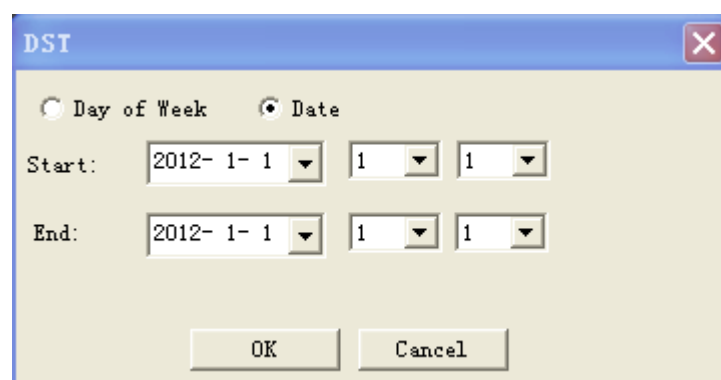 DST
Day of Week Date
Start: 2012- 1- 1 1 1
End: 2012- 1- 1 1 1
OK Cancel